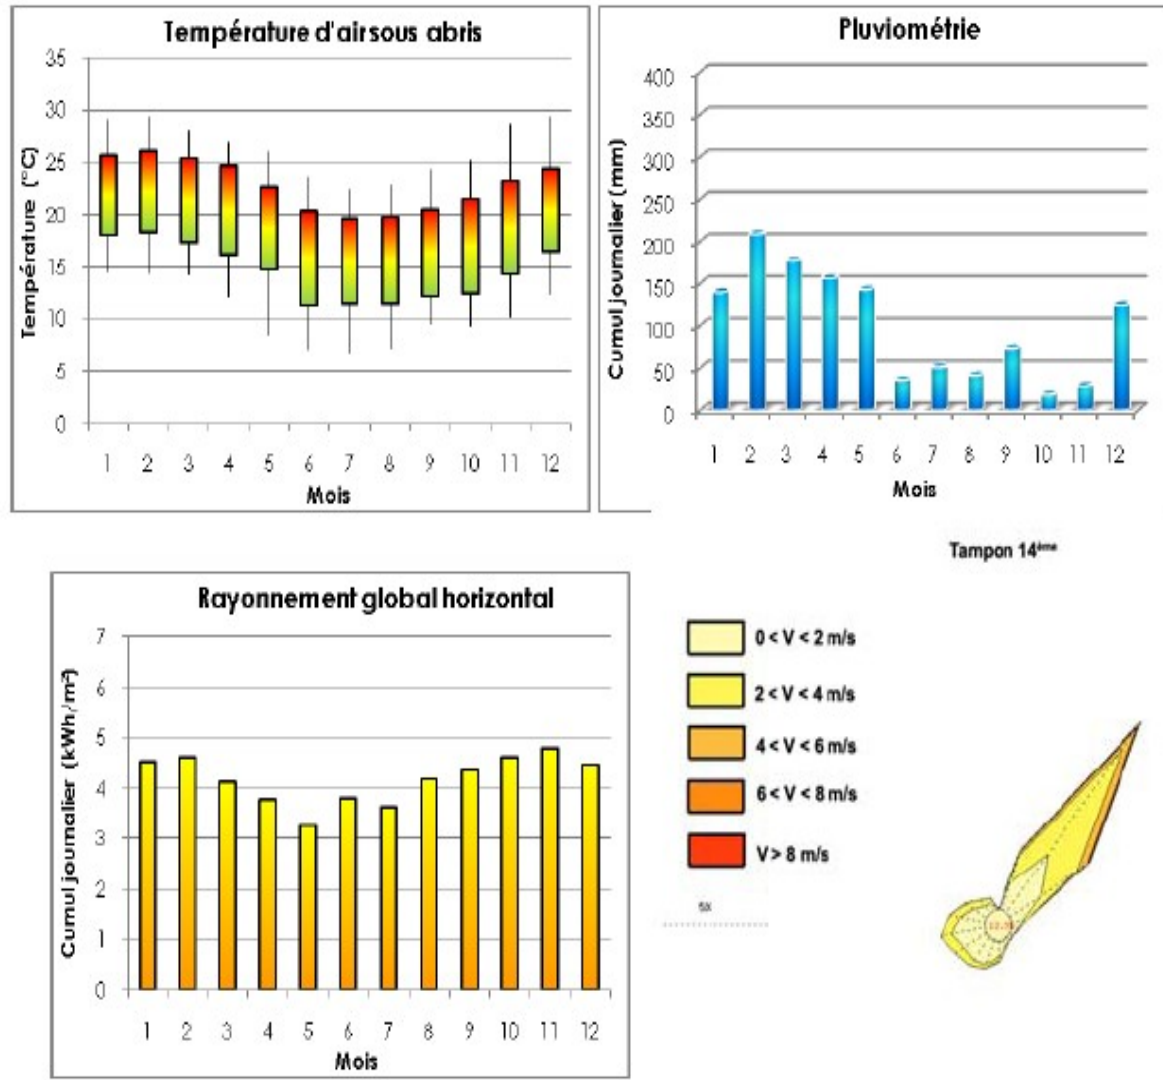 Température d'air sous abris
Température (°C)
35
30
25
20
15
10
5
0
1 2 3 4 5 6 7 8 9 10 11 12
Mois
Pluviométrie
Cumul journalier (mm)
400
350
300
250
200
150
100
50
0
1 2 3 4 5 6 7 8 9 10 11 12
Mois
Tampon 14ème
Rayonnement global horizontal
Cumul journalier (kWh/m²)
7
6
5
4
3
2
1
0
1 2 3 4 5 6 7 8 9 10 11 12
Mois
0 < V < 2 m/s
2 < V < 4 m/s
4 < V < 6 m/s
6 < V < 8 m/s
V > 8 m/s